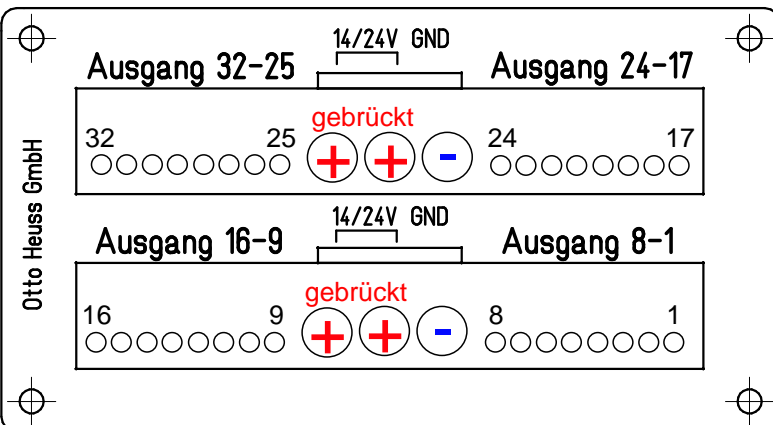 14/24V GND
Ausgang 32-25
Ausgang 24-17
gebrückt
32
25
+
+
-
24
17
Otto Heuss GmbH
14/24V GND
Ausgang 16-9
Ausgang 8-1
gebrückt
16
9
+
+
-
8
1